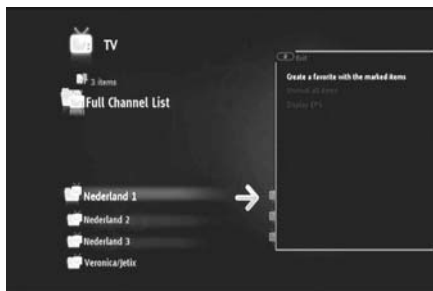 TV
3 items
Full Channel List
Nederland 1
Nederland 2
Nederland 3
Veronica/Jetix
Exit
Create a favorite with the marked items
Unmark all items
Display EPG